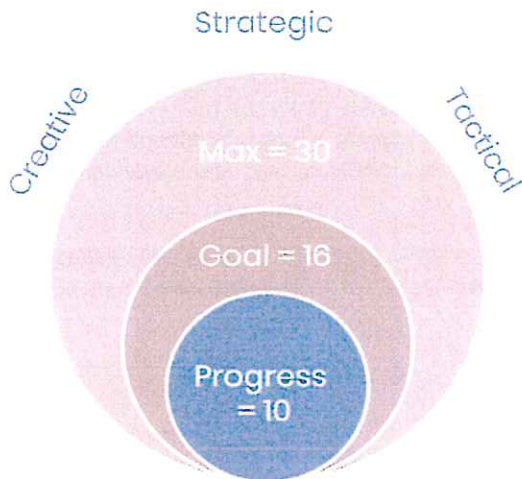 Strategic
Creative
Tactical
Max = 30
Goal = 16
Progress
= 10